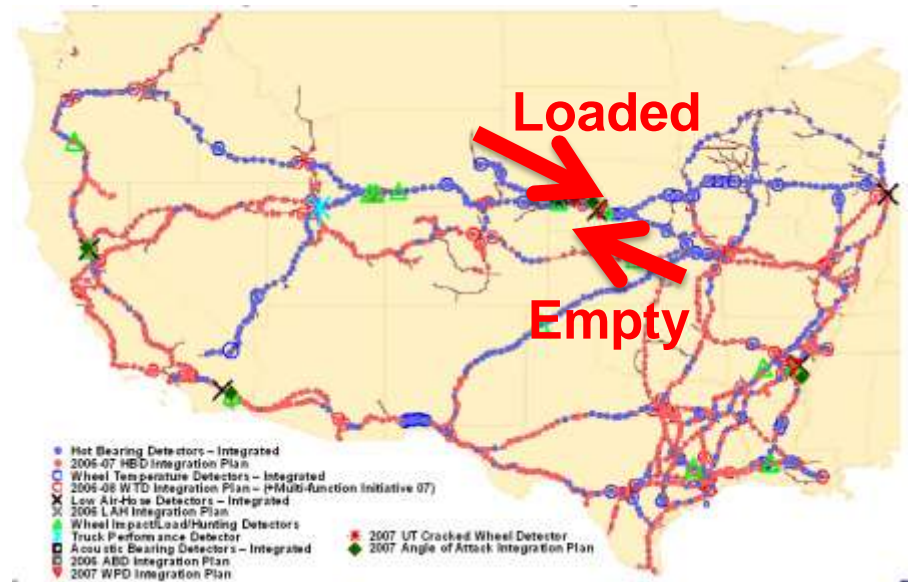 Loaded
Empty
Hot Bearing Detectors – Integrated
2006-07 HBD Integration Plan
Wheel Temperature Detectors – Integrated
2006-08 WTD Integration Plan – (+Multi-function Initiative 07)
Low Air-Hose Detectors – Integrated
2006 LAH Integration Plan
Wheel Impact/Load/Hunting Detectors
Truck Performance Detector
Acoustic Bearing Detectors – Integrated
2006 ABD Integration Plan
2007 WPD Integration Plan
2007 UT Cracked Wheel Detector
2007 Angle of Attack Integration Plan